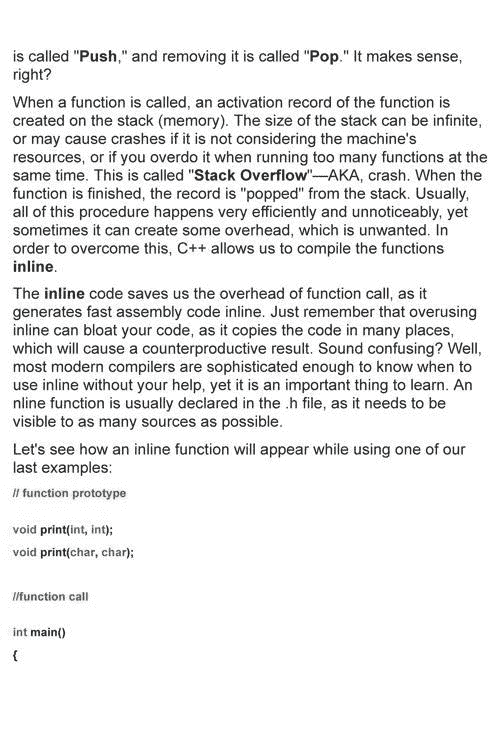 is called "Push," and removing it is called "Pop." It makes sense,
right?
When a function is called, an activation record of the function is
created on the stack (memory). The size of the stack can be infinite,
or may cause crashes if it is not considering the machine's
resources, or if you overdo it when running too many functions at the
same time. This is called "Stack Overflow"—AKA, crash. When the
function is finished, the record is "popped" from the stack. Usually,
all of this procedure happens very efficiently and unnoticeably, yet
sometimes it can create some overhead, which is unwanted. In
order to overcome this, C++ allows us to compile the functions
inline.
The inline code saves us the overhead of function call, as it
generates fast assembly code inline. Just remember that overusing
inline can bloat your code, as it copies the code in many places,
which will cause a counterproductive result. Sound confusing? Well,
most modern compilers are sophisticated enough to know when to
use inline without your help, yet it is an important thing to learn. An
nline function is usually declared in the .h file, as it needs to be
visible to as many sources as possible.
Let's see how an inline function will appear while using one of our
last examples:
// function prototype
void print(int, int);
void print(char, char);
//function call
int main()
{